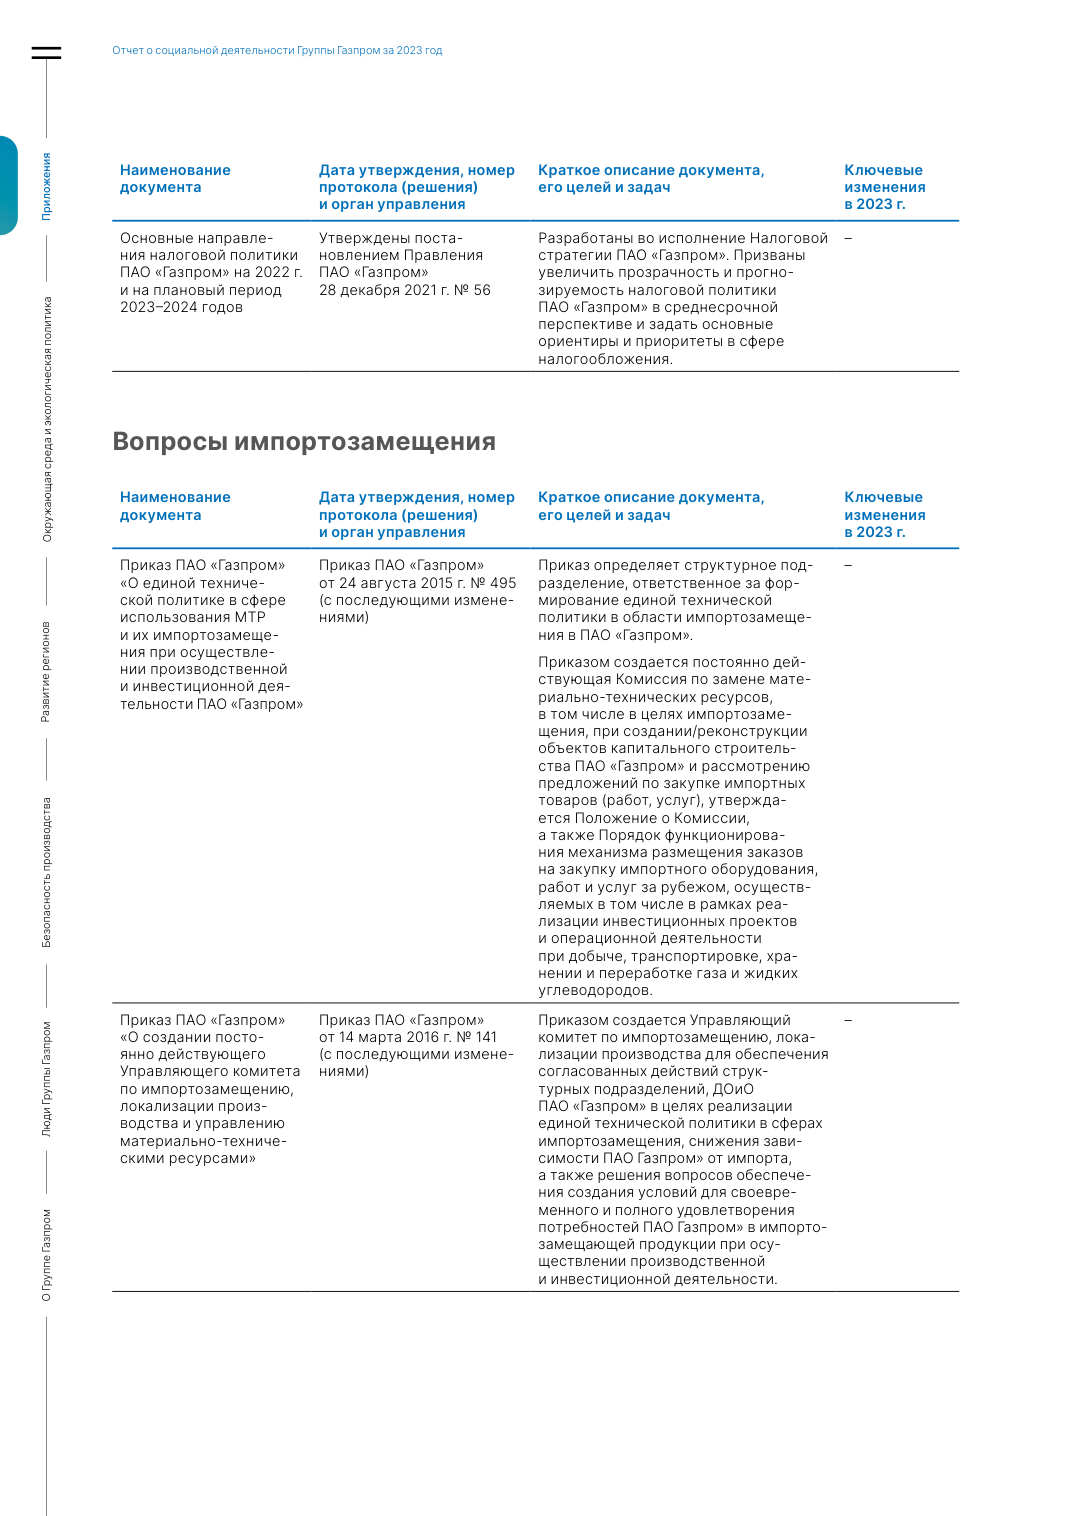 Отчет о социальной деятельности Группы Газпром за 2023 год
Приложения
Окружающая среда и экологическая политика
Развитие регионов
Безопасность производства
Люди Группы Газпром
О Группе Газпром
Наименование
документа
Дата утверждения, номер
протокола (решения)
и орган управления
Краткое описание документа,
его целей и задач
Ключевые
изменения
в 2023 г.
Основные направле-
ния налоговой политики
ПАО «Газпром» на 2022 г.
и на плановый период
2023–2024 годов
Утверждены поста-
новлением Правления
ПАО «Газпром»
28 декабря 2021 г. № 56
Разработаны во исполнение Налоговой
стратегии ПАО «Газпром». Призваны
увеличить прозрачность и прогно-
зируемость налоговой политики
ПАО «Газпром» в среднесрочной
перспективе и задать основные
ориентиры и приоритеты в сфере
налогообложения.
–
Вопросы импортозамещения
Наименование
документа
Дата утверждения, номер
протокола (решения)
и орган управления
Краткое описание документа,
его целей и задач
Ключевые
изменения
в 2023 г.
Приказ ПАО «Газпром»
«О единой техниче-
ской политике в сфере
использования МТР
и их импортозамеще-
ния при осуществле-
нии производственной
и инвестиционной дея-
тельности ПАО «Газпром»
Приказ ПАО «Газпром»
от 24 августа 2015 г. № 495
(с последующими измене-
ниями)
Приказ определяет структурное под-
разделение, ответственное за фор-
мирование единой технической
политики в области импортозамеще-
ния в ПАО «Газпром».
Приказом создается постоянно дей-
ствующая Комиссия по замене мате-
риально-технических ресурсов,
в том числе в целях импортозаме-
щения, при создании/реконструкции
объектов капитального строитель-
ства ПАО «Газпром» и рассмотрению
предложений по закупке импортных
товаров (работ, услуг), утвержда-
ется Положение о Комиссии,
а также Порядок функционирова-
ния механизма размещения заказов
на закупку импортного оборудования,
работ и услуг за рубежом, осуществ-
ляемых в том числе в рамках реа-
лизации инвестиционных проектов
и операционной деятельности
при добыче, транспортировке, хра-
нении и переработке газа и жидких
углеводородов.
–
Приказ ПАО «Газпром»
«О создании посто-
янно действующего
Управляющего комитета
по импортозамещению,
локализации произ-
водства и управлению
материально-техниче-
скими ресурсами»
Приказ ПАО «Газпром»
от 14 марта 2016 г. № 141
(с последующими измене-
ниями)
Приказом создается Управляющий
комитет по импортозамещению, лока-
лизации производства для обеспечения
согласованных действий струк-
турных подразделений, ДОиО
ПАО «Газпром» в целях реализации
единой технической политики в сферах
импортозамещения, снижения зави-
симости ПАО Газпром» от импорта,
а также решения вопросов обеспече-
ния создания условий для своевре-
менного и полного удовлетворения
потребностей ПАО Газпром» в импорто-
замещающей продукции при осу-
ществлении производственной
и инвестиционной деятельности.
–